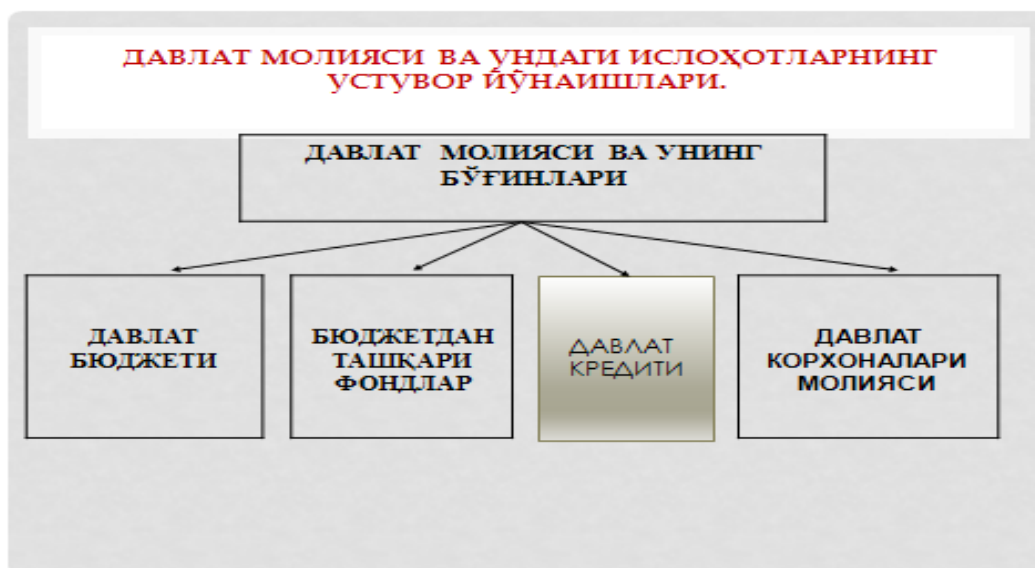 ДАВЛАТ МОЛИЯСИ ВА УНДАГИ ИСЛОҲОТЛАРНИНГ
УСТУВОР ЙЎНАИШЛАРИ.
ДАВЛАТ МОЛИЯСИ ВА УНИНГ
БЎҒИНЛАРИ
ДАВЛАТ
БЮДЖЕТИ
БЮДЖЕТДАН
ТАШҚАРИ
ФОНДЛАР
ДАВЛАТ
КРЕДИТИ
ДАВЛАТ
КОРХОНАЛАРИ
МОЛИЯСИ